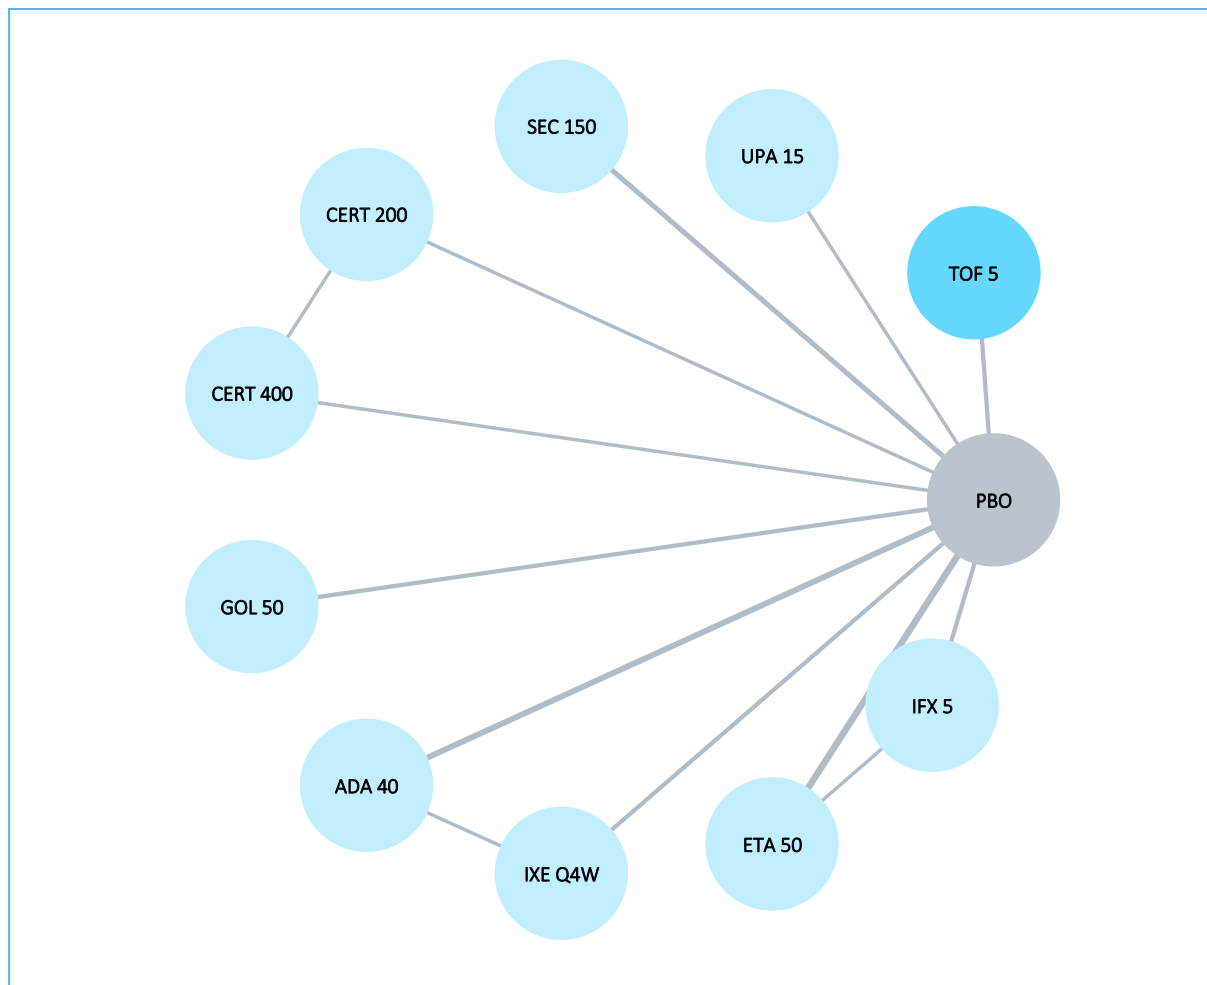 SEC 150
UPA 15
CERT 200
TOF 5
CERT 400
PBO
GOL 50
IFX 5
ADA 40
ETA 50
IXE Q4W